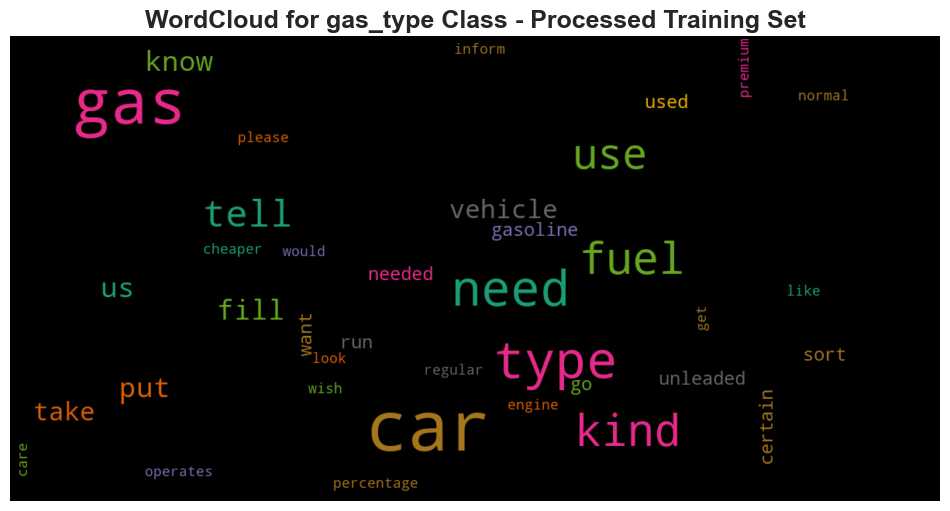 WordCloud for gas_type Class - Processed Training Set
inform
know
premium
normal
gas
used
please
use
tell
vehicle
gasoline
cheaper
would
fuel
needed
us
need
like
fill
get
want
run
look
sort
type
regular
unleaded
put
wish
go
take
engine
certain
car
kind
care
operates
percentage